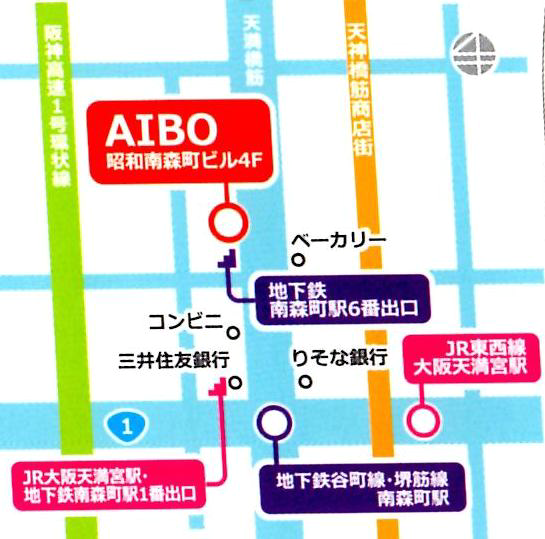 阪神高速1号環状線
天満橋筋
天神橋筋商店街
AIBO
昭和南森町ビル4F
ベーカリー
地下鉄
南森町駅6番出口
コンビニ
三井住友銀行
りそな銀行
JR東西線
大阪天満宮駅
1
JR大阪天満宮駅・
地下鉄南森町駅1番出口
地下鉄谷町線・堺筋線
南森町駅